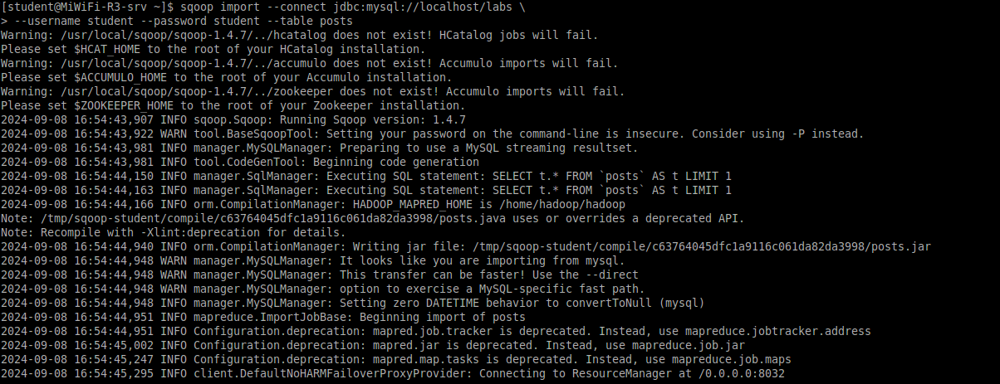 [student@MiWiFi-R3-srv ~]$ sqoop import --connect jdbc:mysql://localhost/labs \
> --username student --password student --table posts
Warning: /usr/local/sqoop/sqoop-1.4.7/../hcatalog does not exist! HCatalog jobs will fail.
Please set $HCAT_HOME to the root of your HCatalog installation.
Warning: /usr/local/sqoop/sqoop-1.4.7/../accumulo does not exist! Accumulo imports will fail.
Please set $ACCUMULO_HOME to the root of your Accumulo installation.
Warning: /usr/local/sqoop/sqoop-1.4.7/../zookeeper does not exist! Accumulo imports will fail.
Please set $ZOOKEEPER_HOME to the root of your Zookeeper installation.
2024-09-08 16:54:43,907 INFO sqoop.Sqoop: Running Sqoop version: 1.4.7
2024-09-08 16:54:43,922 WARN tool.BaseSqoopTool: Setting your password on the command-line is insecure. Consider using -P instead.
2024-09-08 16:54:43,981 INFO manager.MySQLManager: Preparing to use a MySQL streaming resultset.
2024-09-08 16:54:43,981 INFO tool.CodeGenTool: Beginning code generation
2024-09-08 16:54:44,150 INFO manager.SqlManager: Executing SQL statement: SELECT t.* FROM `posts` AS t LIMIT 1
2024-09-08 16:54:44,163 INFO manager.SqlManager: Executing SQL statement: SELECT t.* FROM `posts` AS t LIMIT 1
2024-09-08 16:54:44,166 INFO orm.CompilationManager: HADOOP_MAPRED_HOME is /home/hadoop/hadoop
Note: /tmp/sqoop-student/compile/c63764045dfc1a9116c061da82da3998/posts.java uses or overrides a deprecated API.
Note: Recompile with -Xlint:deprecation for details.
2024-09-08 16:54:44,940 INFO orm.CompilationManager: Writing jar file: /tmp/sqoop-student/compile/c63764045dfc1a9116c061da82da3998/posts.jar
2024-09-08 16:54:44,948 WARN manager.MySQLManager: It looks like you are importing from mysql.
2024-09-08 16:54:44,948 WARN manager.MySQLManager: This transfer can be faster! Use the --direct
2024-09-08 16:54:44,948 WARN manager.MySQLManager: option to exercise a MySQL-specific fast path.
2024-09-08 16:54:44,948 INFO manager.MySQLManager: Setting zero DATETIME behavior to convertToNull (mysql)
2024-09-08 16:54:44,951 INFO mapreduce.ImportJobBase: Beginning import of posts
2024-09-08 16:54:44,951 INFO Configuration.deprecation: mapred.job.tracker is deprecated. Instead, use mapreduce.jobtracker.address
2024-09-08 16:54:45,002 INFO Configuration.deprecation: mapred.jar is deprecated. Instead, use mapreduce.job.jar
2024-09-08 16:54:45,247 INFO Configuration.deprecation: mapred.map.tasks is deprecated. Instead, use mapreduce.job.maps
2024-09-08 16:54:45,295 INFO client.DefaultNoHARMFailoverProxyProvider: Connecting to ResourceManager at /0.0.0.0:8032